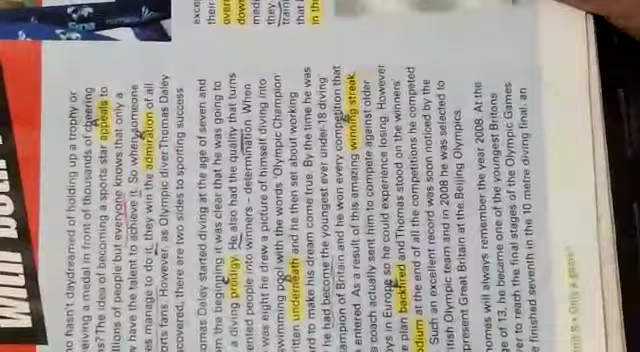 o hasn't daydreamed of holding up a trophy or
eiving a medal in front of thousands of cheering
s? The idea of becoming a sports star appeals to
llions of people but everyone knows that only a
y have the talent to achieve it. So when someone
es manage to do it, they win the admiration of all
orts fans. However, as Olympic diver Thomas Daley
covered, there are two sides to sporting success.
omas Daley started diving at the age of seven and
om the beginning it was clear that he was going to
a diving prodigy. He also had the quality that turns
ented people into winners – determination. When
was eight he drew a picture of himself diving into
wimming pool with the words 'Olympic Champion'
itten underneath and he then set about working
rd to make his dream come true. By the time he was
he had become the youngest ever under-18 diving
ampion of Britain and he won every competition that
entered. As a result of this amazing winning streak,
s coach actually sent him to compete against older
oys in Europe so he could experience losing. However
e plan backfired and Thomas stood on the winners'
odium at the end of all the competitions he competed
Such an excellent record was soon noticed by the
itish Olympic team and in 2008 he was selected to
present Great Britain at the Beijing Olympics.
omas will always remember the year 2008. At the
ge of 13, he became one of the youngest Britons
ver to reach the final stages of the Olympic Games
finished seventh in the 10 metre diving final, an
Only a game